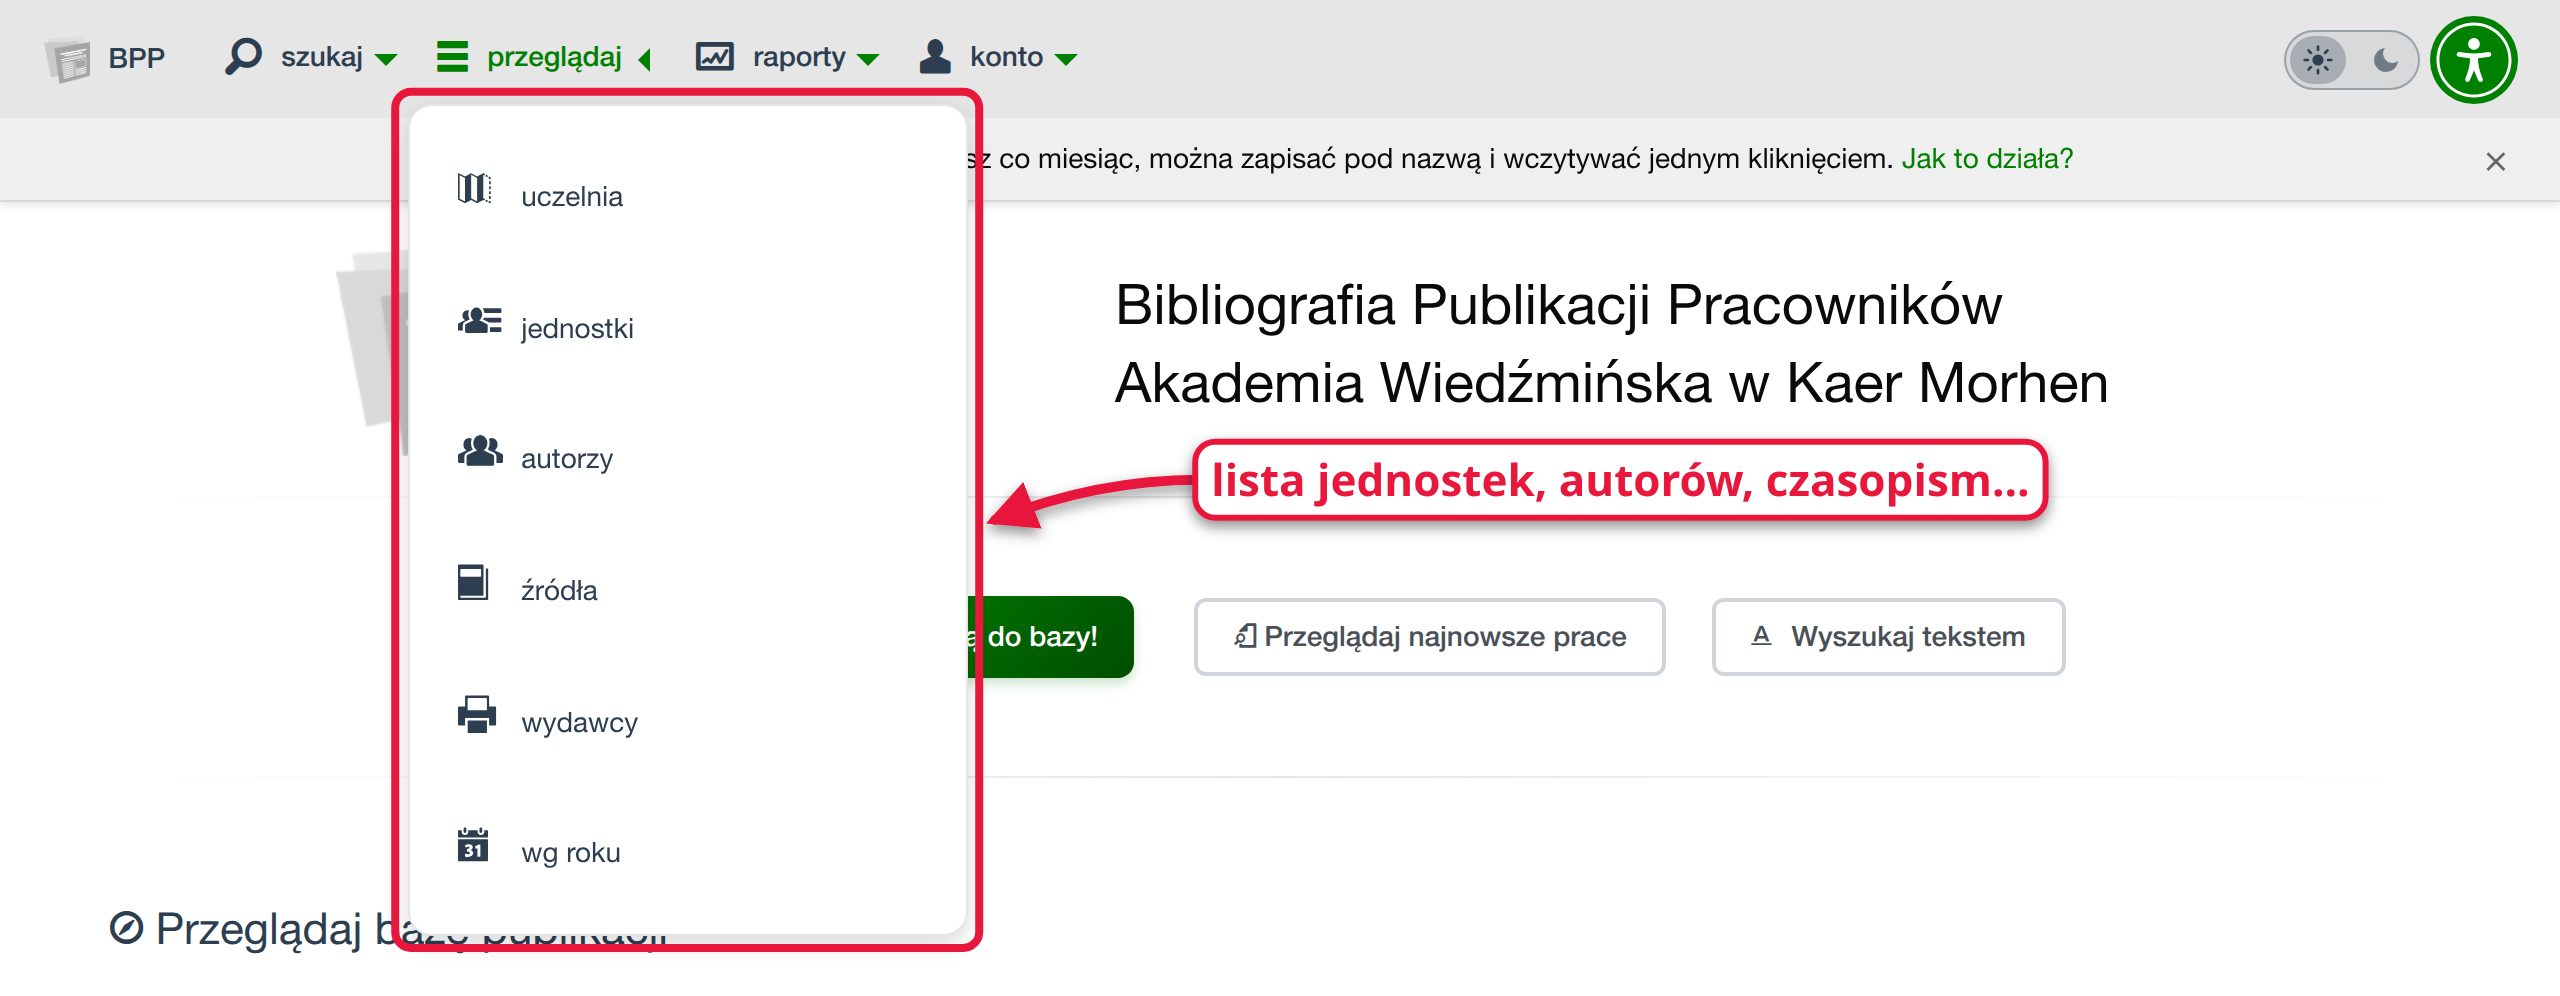 BPP szukaj przeglądaj raporty konto
co miesiąc, można zapisać pod nazwą i wczytywać jednym kliknięciem. Jak to działa?
uczelnia
jednostki
autorzy
źródła
wydawcy
31 wg roku
Bibliografia Publikacji Pracowników
Akademia Wiedźmińska w Kaer Morhen
lista jednostek, autorów, czasopism...
do bazy!
Przeglądaj najnowsze prace
A Wyszukaj tekstem
Przeglądaj bazę publikacji